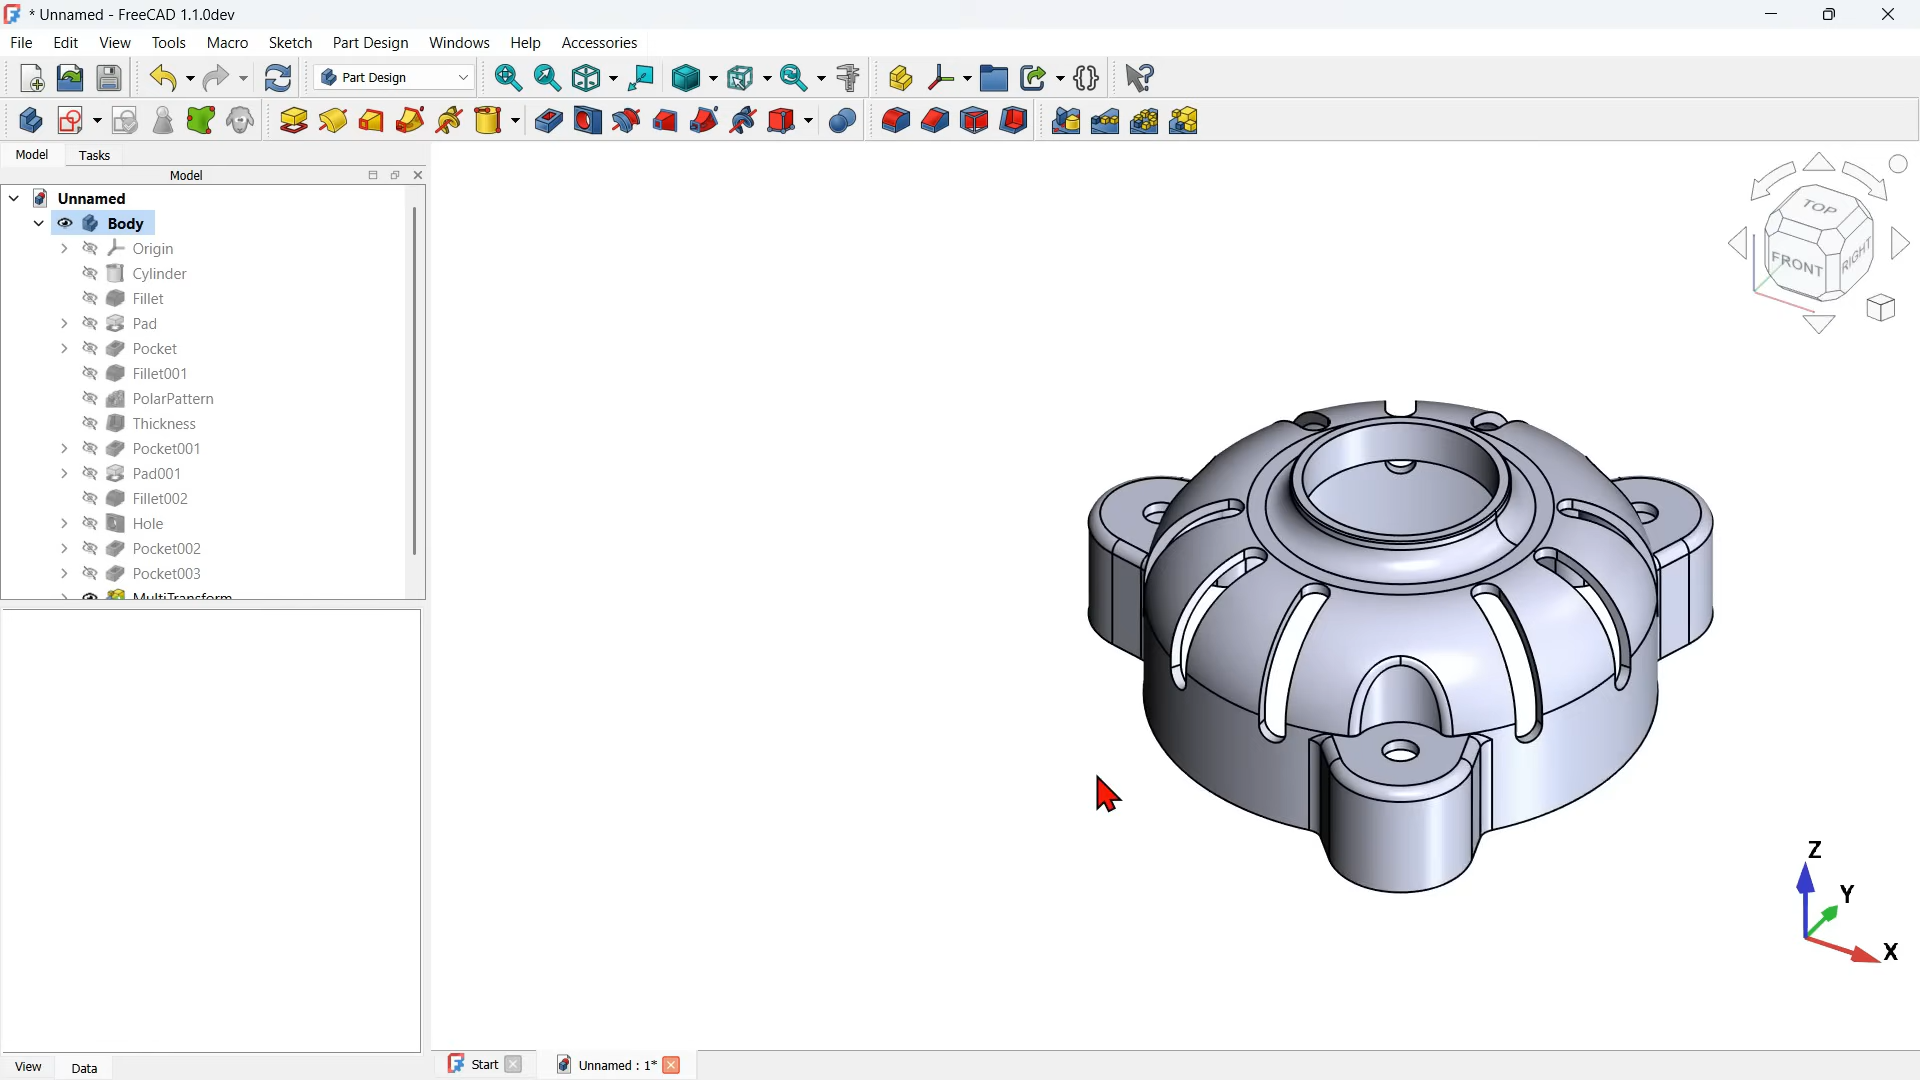 * Unnamed - FreeCAD 1.1.0dev
File Edit View Tools Macro Sketch Part Design Windows Help Accessories
Part Design
Model Tasks
Model
Unnamed
Body
Origin
Cylinder
Fillet
Pad
Pocket
Fillet001
PolarPattern
Thickness
Pocket001
Pad001
Fillet002
Hole
Pocket002
Pocket003
MultiTransform
TOP
FRONT
RIGHT
Z
Y
X
View Data
Start
Unnamed : 1*